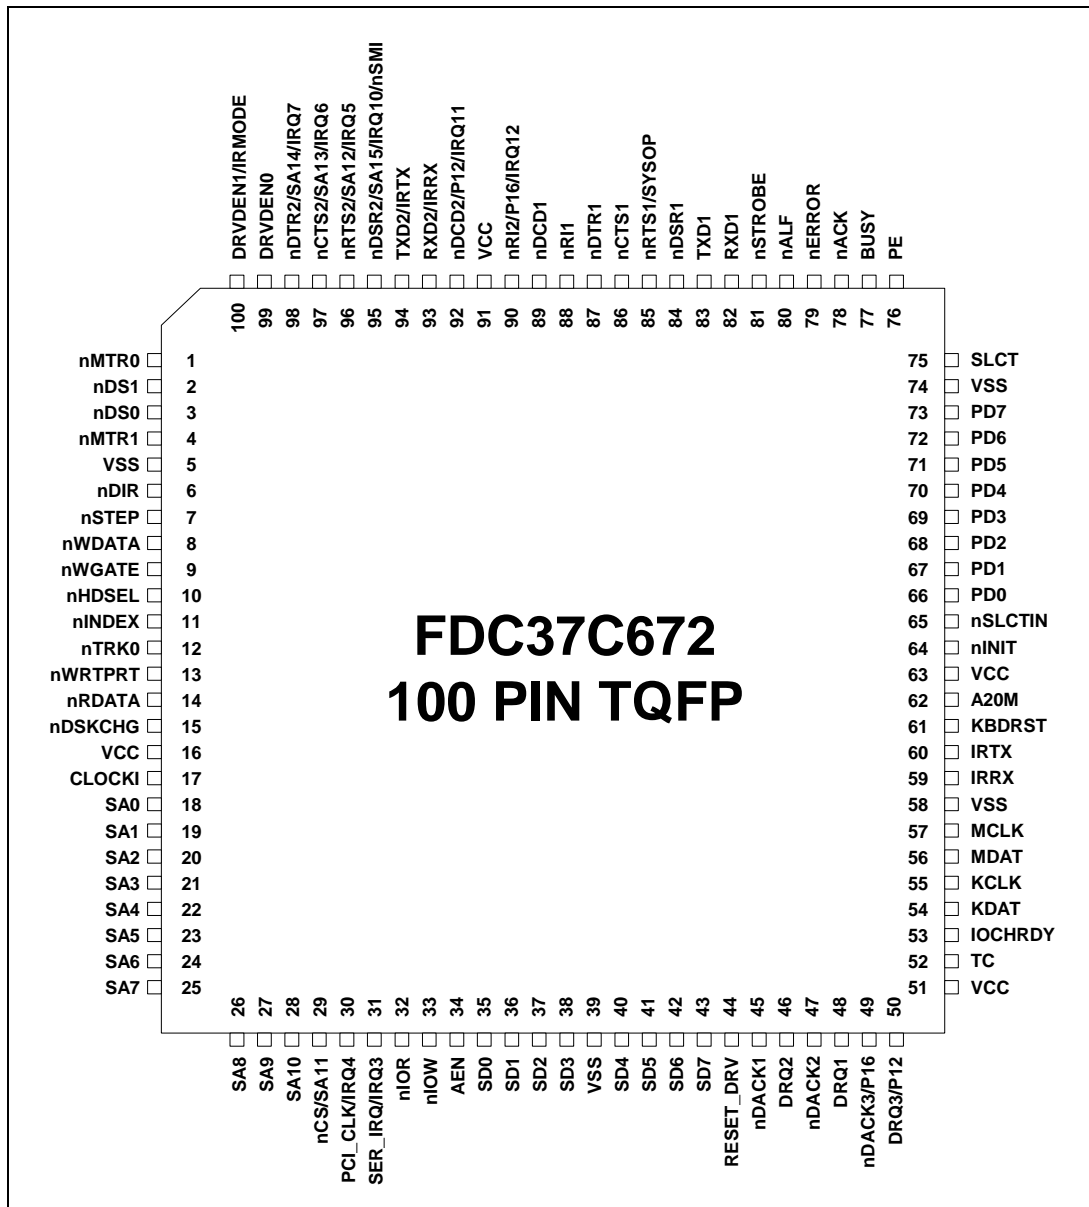 DRVDEN1/IRMODE
DRVDEN0
nDTR2/SA14/IRQ7
nCTS2/SA13/IRQ6
nRTS2/SA12/IRQ5
nDSR2/SA15/IRQ10/nSMI
TXD2/IRTX
RXD2/IRRX
nDCD2/P12/IRQ11
VCC
nRI2/P16/IRQ12
nDCD1
nRI1
nDTR1
nCTS1
nRTS1/SYSOP
nDSR1
TXD1
RXD1
nSTROBE
nALF
nERROR
nACK
BUSY
PE
100 99 98 97 96 95 94 93 92 91 90 89 88 87 86 85 84 83 82 81 80 79 78 77 76
nMTR0 1 75 SLCT
nDS1 2 74 VSS
nDS0 3 73 PD7
nMTR1 4 72 PD6
VSS 5 71 PD5
nDIR 6 70 PD4
nSTEP 7 69 PD3
nWDATA 8 68 PD2
nWGATE 9 67 PD1
nHDSEL 10 66 PD0
nINDEX 11 65 nSLCTIN
nTRK0 12 64 nINIT
nWRTPRT 13 63 VCC
nRDATA 14 62 A20M
nDSKCHG 15 61 KBDRST
VCC 16 60 IRTX
CLOCKI 17 59 IRRX
SA0 18 58 VSS
SA1 19 57 MCLK
SA2 20 56 MDAT
SA3 21 55 KCLK
SA4 22 54 KDAT
SA5 23 53 IOCHRDY
SA6 24 52 TC
SA7 25 51 VCC
FDC37C672
100 PIN TQFP
26 27 28 29 30 31 32 33 34 35 36 37 38 39 40 41 42 43 44 45 46 47 48 49 50
SA8
SA9
SA10
nCS/SA11
PCI_CLK/IRQ4
SER_IRQ/IRQ3
nIOR
nIOW
AEN
SD0
SD1
SD2
SD3
VSS
SD4
SD5
SD6
SD7
RESET_DRV
nDACK1
DRQ2
nDACK2
DRQ1
nDACK3/P16
DRQ3/P12